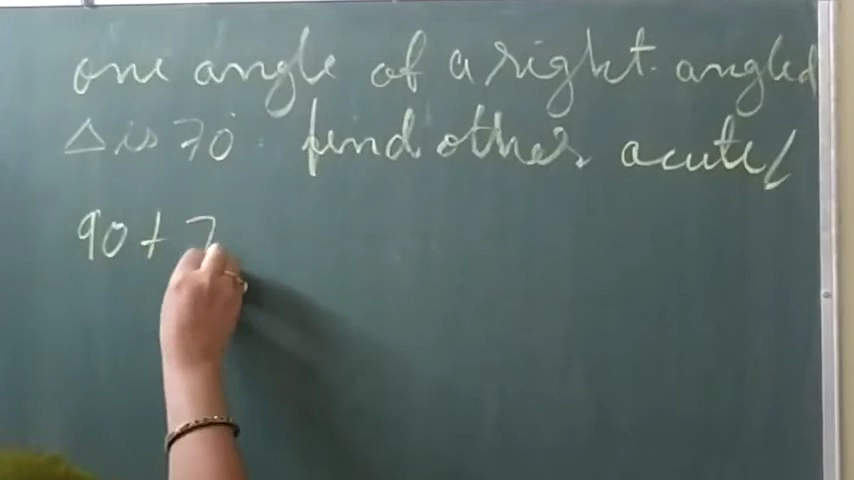 one angle of a right angled
△ is 70°. find other acute ∠
90 + 7